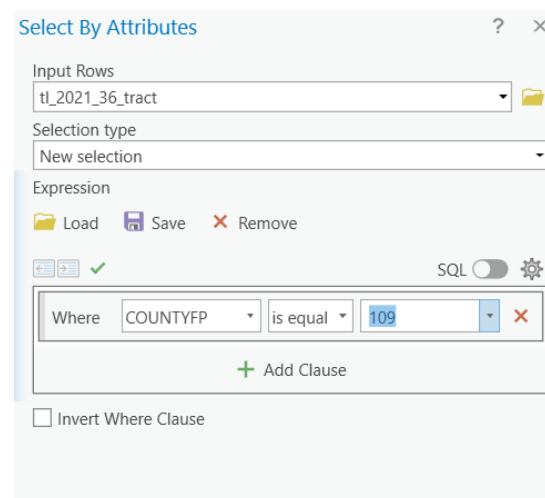 Select By Attributes ? ×
Input Rows
tl_2021_36_tract
Selection type
New selection
Expression
Load Save Remove
SQL
Where COUNTYFP is equal 109
+ Add Clause
Invert Where Clause